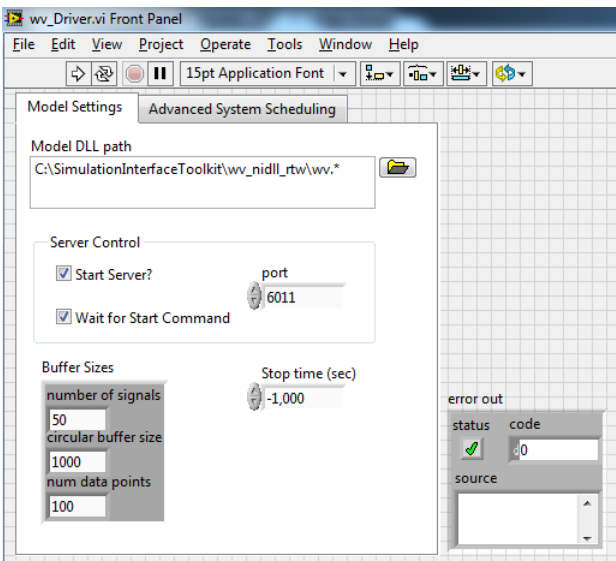 wv_Driver.vi Front Panel
File Edit View Project Operate Tools Window Help
15pt Application Font
Model Settings Advanced System Scheduling
Model DLL path
C:\SimulationInterfaceToolkit\wv_nidll_rtw\wv.*
Server Control
Start Server?
port
6011
Wait for Start Command
Buffer Sizes
number of signals
50
circular buffer size
1000
num data points
100
Stop time (sec)
-1,000
error out
status code
d0
source